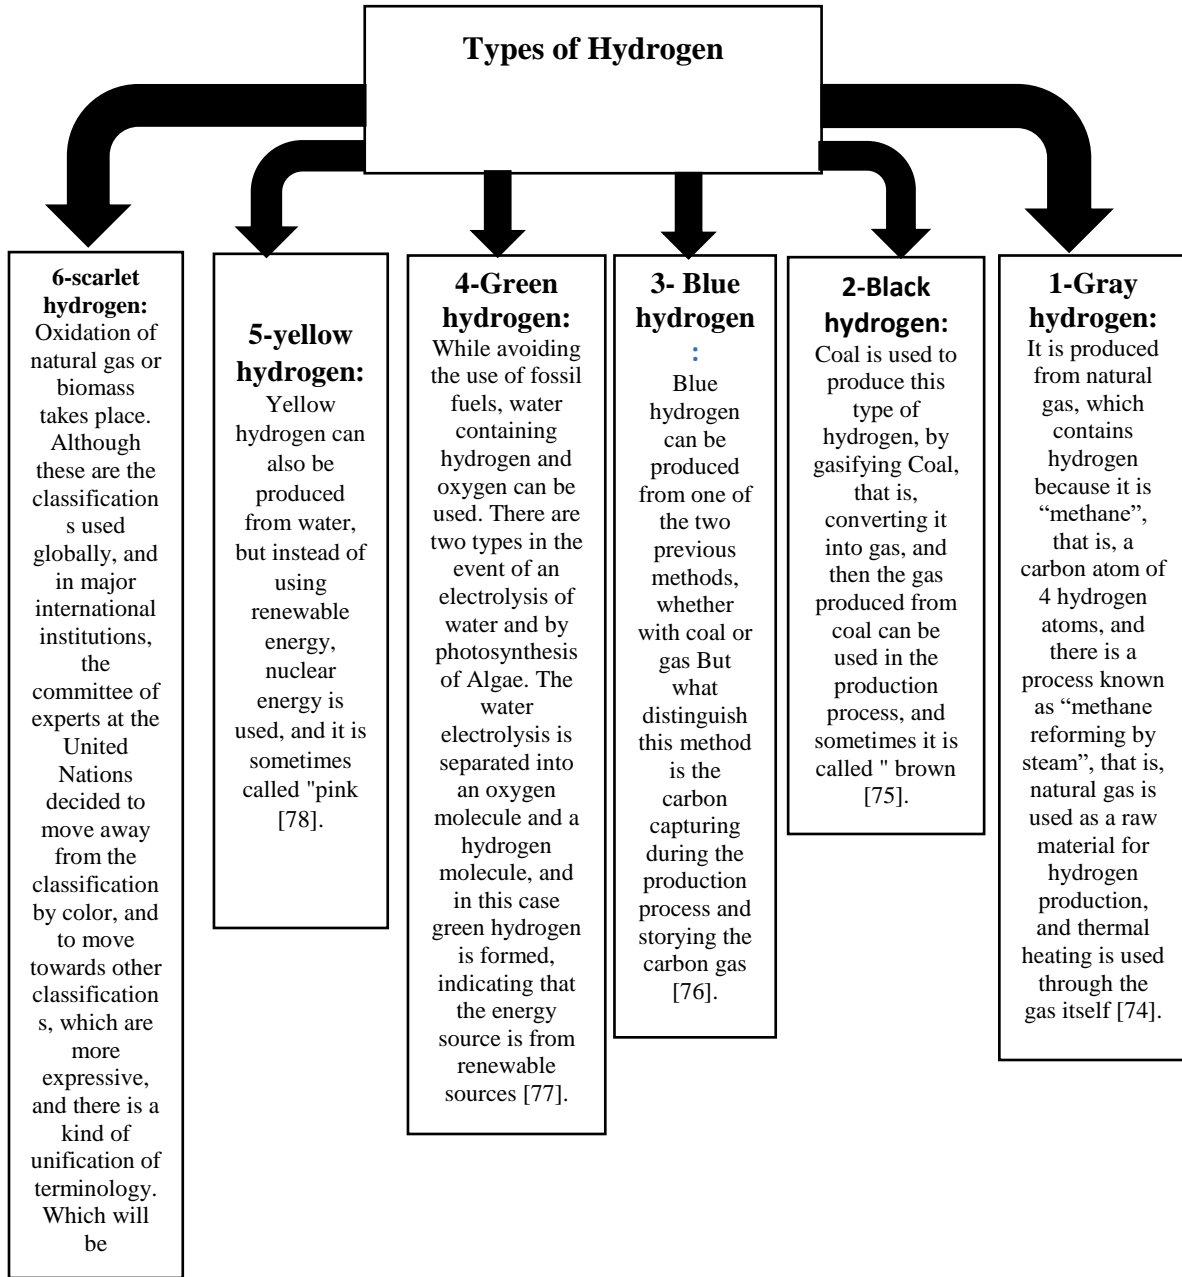 Types of Hydrogen
6-scarlet
hydrogen:
Oxidation of
natural gas or
biomass
takes place.
Although
these are the
classification
s used
globally, and
in major
international
institutions,
the
committee of
experts at the
United
Nations
decided to
move away
from the
classification
by color, and
to move
towards other
classification
s, which are
more
expressive,
and there is a
kind of
unification of
terminology.
Which will
be
5-yellow
hydrogen:
Yellow
hydrogen can
also be
produced
from water,
but instead of
using
renewable
energy,
nuclear
energy is
used, and it is
sometimes
called "pink
[78].
4-Green
hydrogen:
While avoiding
the use of fossil
fuels, water
containing
hydrogen and
oxygen can be
used. There are
two types in the
event of an
electrolysis of
water and by
photosynthesis
of Algae. The
water
electrolysis is
separated into
an oxygen
molecule and a
hydrogen
molecule, and
in this case
green hydrogen
is formed,
indicating that
the energy
source is from
renewable
sources [77].
3- Blue
hydrogen
:
Blue
hydrogen
can be
produced
from one of
the two
previous
methods,
whether
with coal or
gas But
what
distinguish
this method
is the
carbon
capturing
during the
production
process and
storying the
carbon gas
[76].
2-Black
hydrogen:
Coal is used to
produce this
type of
hydrogen, by
gasifying Coal,
that is,
converting it
into gas, and
then the gas
produced from
coal can be
used in the
production
process, and
sometimes it is
called " brown
[75].
1-Gray
hydrogen:
It is produced
from natural
gas, which
contains
hydrogen
because it is
“methane”,
that is, a
carbon atom of
4 hydrogen
atoms, and
there is a
process known
as “methane
reforming by
steam”, that is,
natural gas is
used as a raw
material for
hydrogen
production,
and thermal
heating is used
through the
gas itself [74].